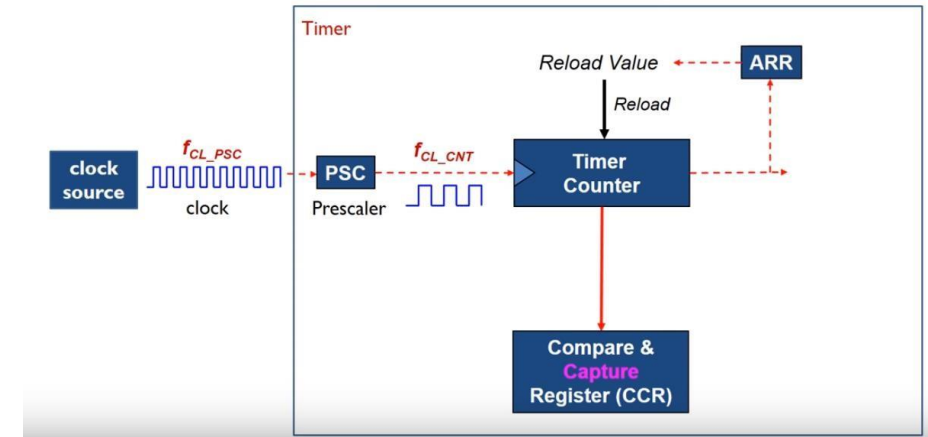 Timer
Reload Value
ARR
Reload
f_CL_PSC
f_CL_CNT
clock
source
PSC
Timer
Counter
clock
Prescaler
Compare &
Capture
Register (CCR)